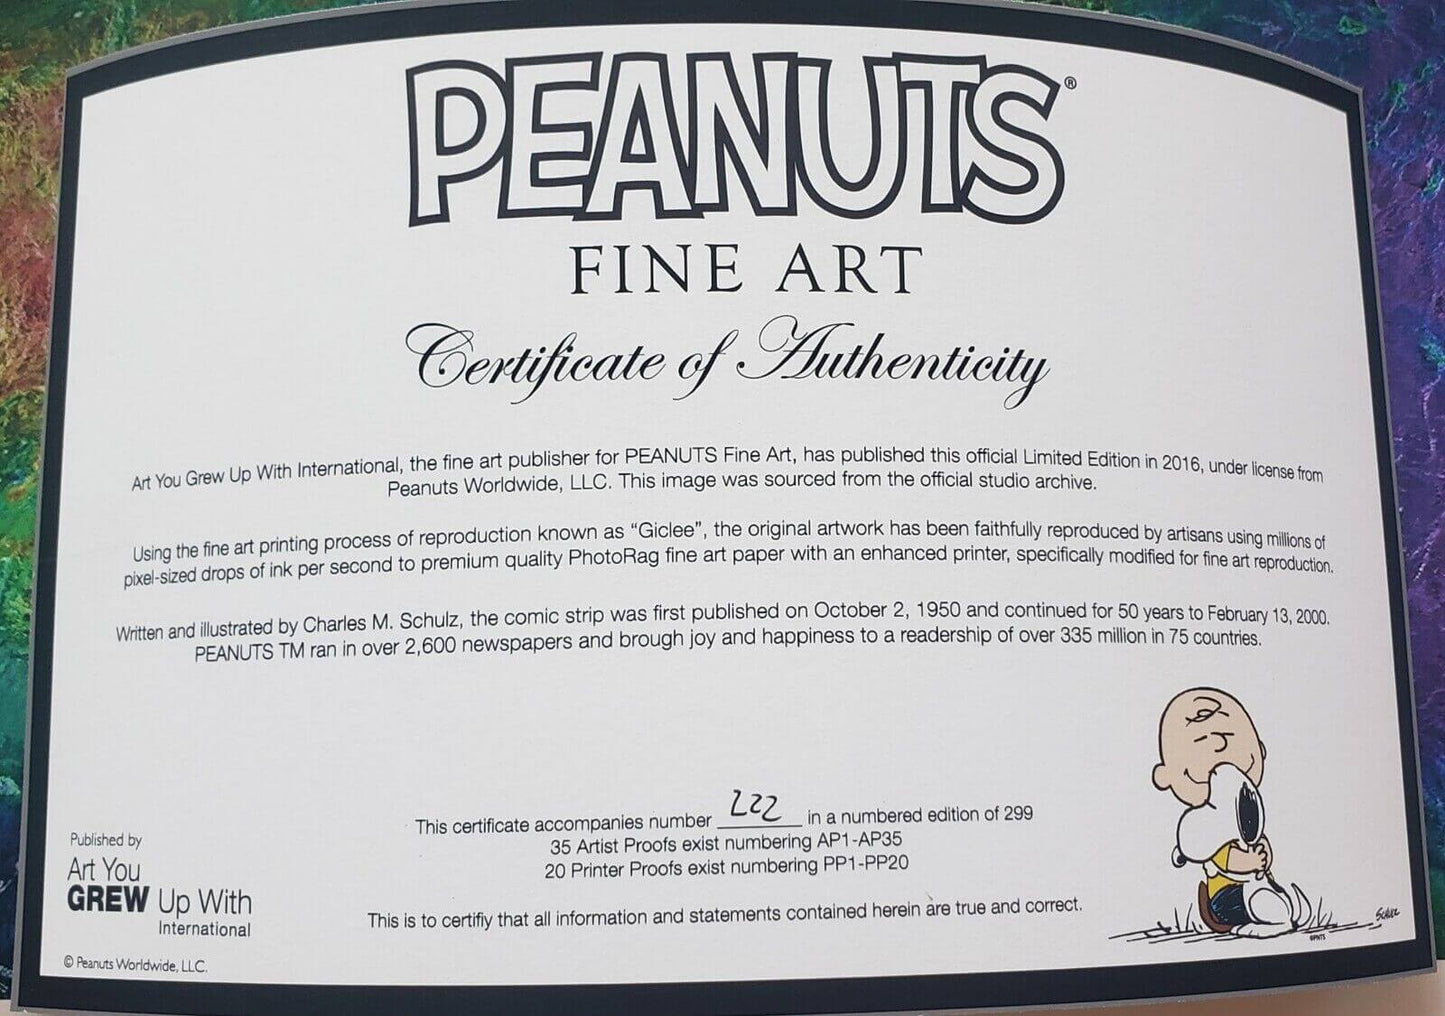 PEANUTS®
FINE ART
Certificate of Authenticity
Art You Grew Up With International, the fine art publisher for PEANUTS Fine Art, has published this official Limited Edition in 2016, under license from
Peanuts Worldwide, LLC. This image was sourced from the official studio archive.
Using the fine art printing process of reproduction known as “Giclee”, the original artwork has been faithfully reproduced by artisans using millions of
pixel-sized drops of ink per second to premium quality PhotoRag fine art paper with an enhanced printer, specifically modified for fine art reproduction.
Written and illustrated by Charles M. Schulz, the comic strip was first published on October 2, 1950 and continued for 50 years to February 13, 2000.
PEANUTS TM ran in over 2,600 newspapers and brough joy and happiness to a readership of over 335 million in 75 countries.
This certificate accompanies number 222 in a numbered edition of 299
35 Artist Proofs exist numbering AP1-AP35
20 Printer Proofs exist numbering PP1-PP20
This is to certifiy that all information and statements contained herein are true and correct.
Published by
Art You
GREW Up With
International
© Peanuts Worldwide, LLC.
Schulz
©PNTS